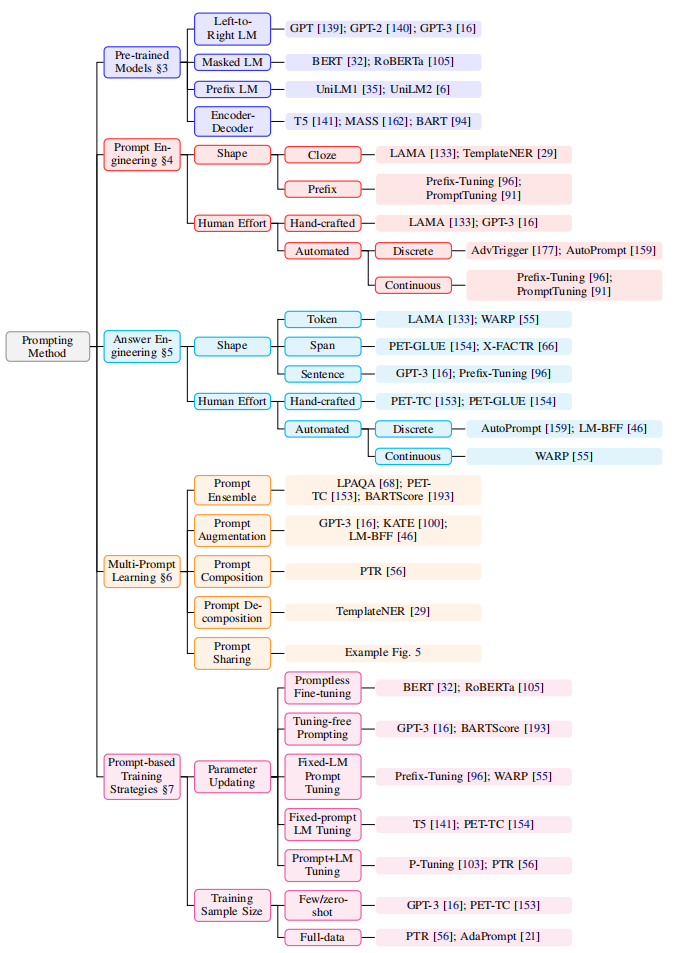 Left-to-
Right LM
GPT [139]; GPT-2 [140]; GPT-3 [16]
Pre-trained
Models §3
Masked LM
BERT [32]; RoBERTa [105]
Prefix LM
UniLM1 [35]; UniLM2 [6]
Encoder-
Decoder
T5 [141]; MASS [162]; BART [94]
Prompt En-
gineering §4
Shape
Cloze
LAMA [133]; TemplateNER [29]
Prefix
Prefix-Tuning [96];
PromptTuning [91]
Human Effort
Hand-crafted
LAMA [133]; GPT-3 [16]
Automated
Discrete
AdvTrigger [177]; AutoPrompt [159]
Continuous
Prefix-Tuning [96];
PromptTuning [91]
Prompting
Method
Answer En-
gineering §5
Shape
Token
LAMA [133]; WARP [55]
Span
PET-GLUE [154]; X-FACTR [66]
Sentence
GPT-3 [16]; Prefix-Tuning [96]
Human Effort
Hand-crafted
PET-TC [153]; PET-GLUE [154]
Automated
Discrete
AutoPrompt [159]; LM-BFF [46]
Continuous
WARP [55]
Multi-Prompt
Learning §6
Prompt
Ensemble
LPAQA [68]; PET-
TC [153]; BARTScore [193]
Prompt
Augmentation
GPT-3 [16]; KATE [100];
LM-BFF [46]
Prompt
Composition
PTR [56]
Prompt De-
composition
TemplateNER [29]
Prompt
Sharing
Example Fig. 5
Prompt-based
Training
Strategies §7
Parameter
Updating
Promptless
Fine-tuning
BERT [32]; RoBERTa [105]
Tuning-free
Prompting
GPT-3 [16]; BARTScore [193]
Fixed-LM
Prompt
Tuning
Prefix-Tuning [96]; WARP [55]
Fixed-prompt
LM Tuning
T5 [141]; PET-TC [154]
Prompt+LM
Tuning
P-Tuning [103]; PTR [56]
Training
Sample Size
Few/zero-
shot
GPT-3 [16]; PET-TC [153]
Full-data
PTR [56]; AdaPrompt [21]